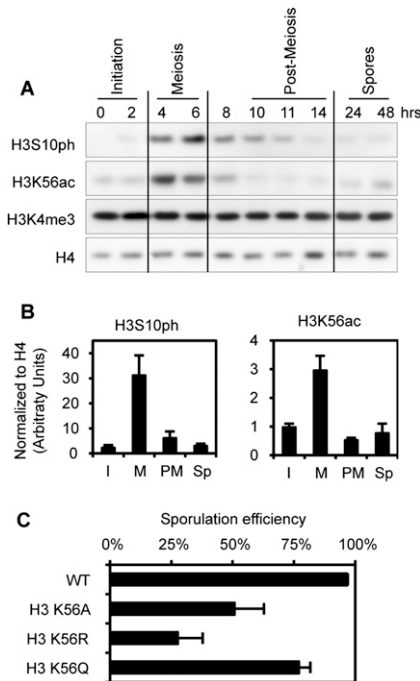 Initiation
Meiosis
Post-Meiosis
Spores
A
0 2 4 6 8 10 11 14 24 48 hrs
H3S10ph
H3K56ac
H3K4me3
H4
B
H3S10ph
H3K56ac
Normalized to H4
(Arbitraty Units)
40
30
20
10
0
I M PM Sp
4
3
2
1
0
I M PM Sp
C
Sporulation efficiency
0% 25% 50% 75% 100%
WT
H3 K56A
H3 K56R
H3 K56Q